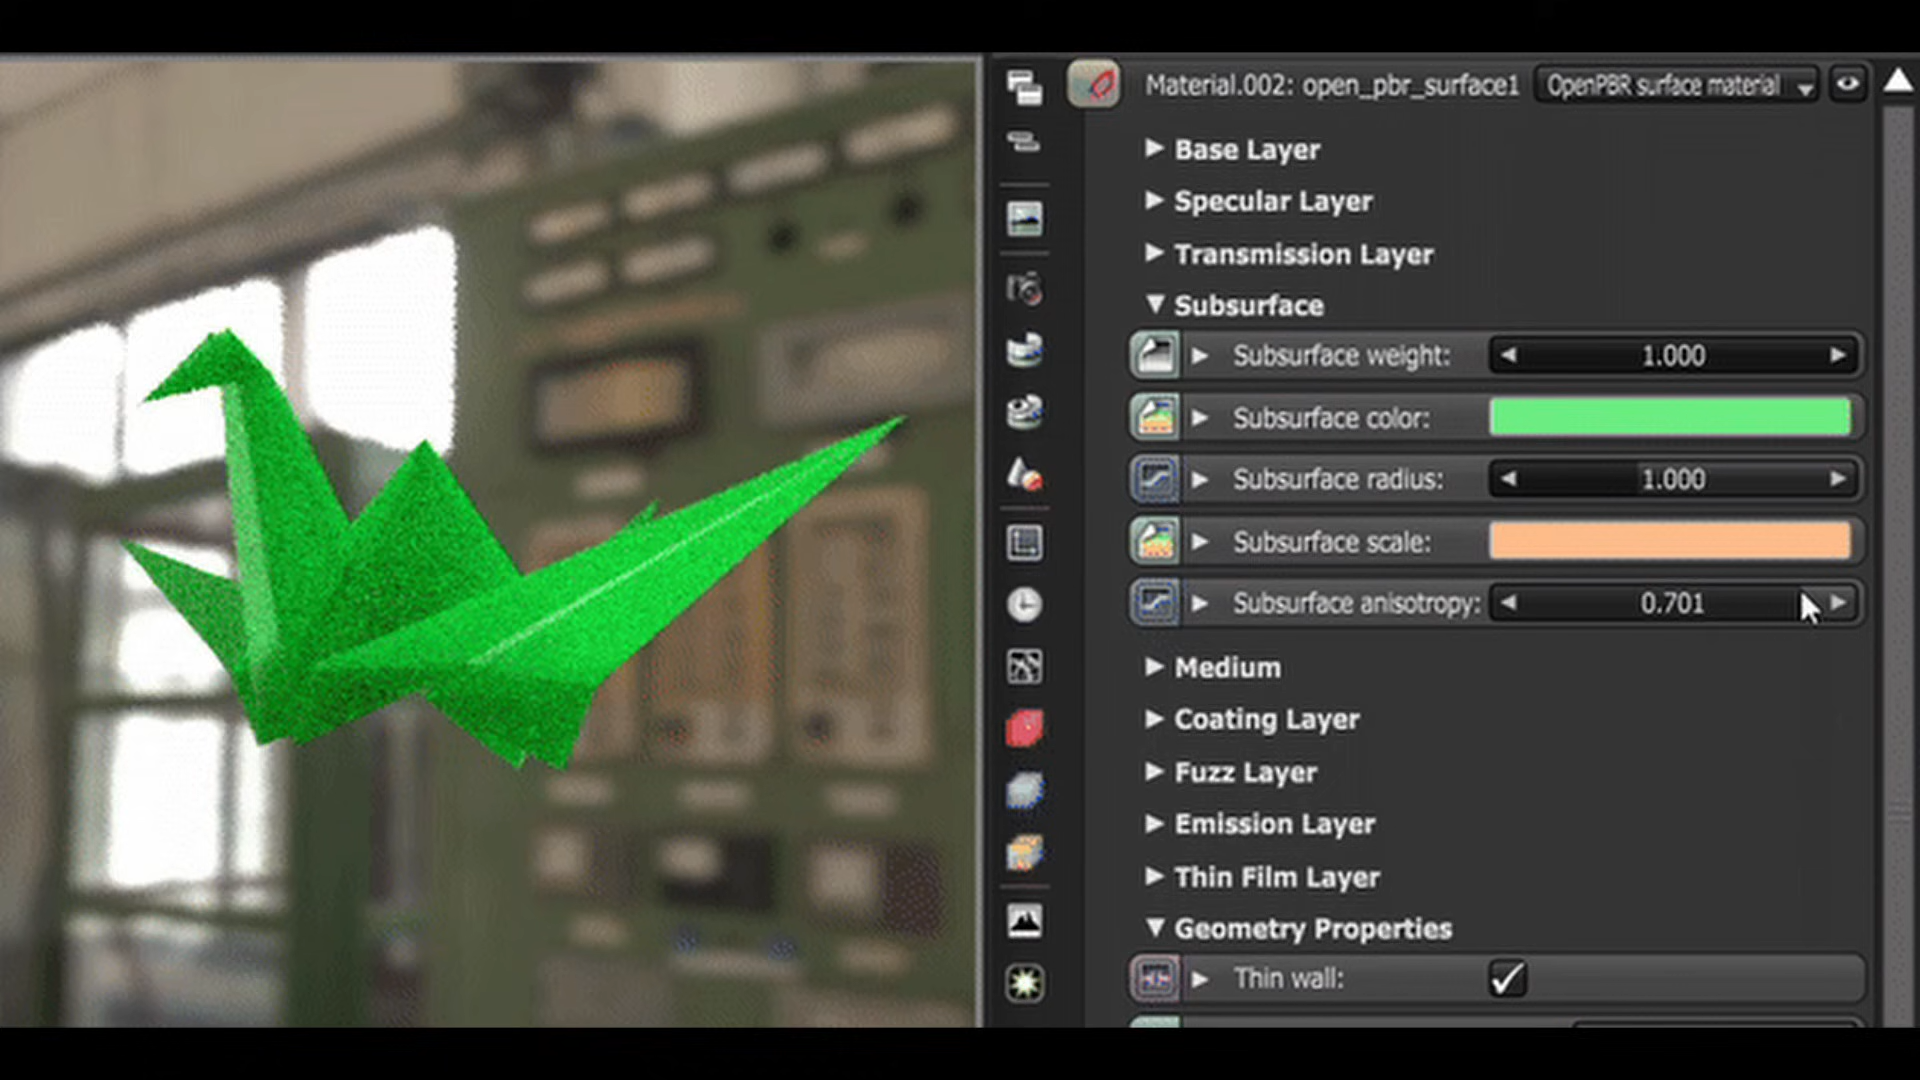 Material.002: open_pbr_surface1 OpenPBR surface material
Base Layer
Specular Layer
Transmission Layer
Subsurface
Subsurface weight: 1.000
Subsurface color:
Subsurface radius: 1.000
Subsurface scale:
Subsurface anisotropy: 0.701
Medium
Coating Layer
Fuzz Layer
Emission Layer
Thin Film Layer
Geometry Properties
Thin wall: